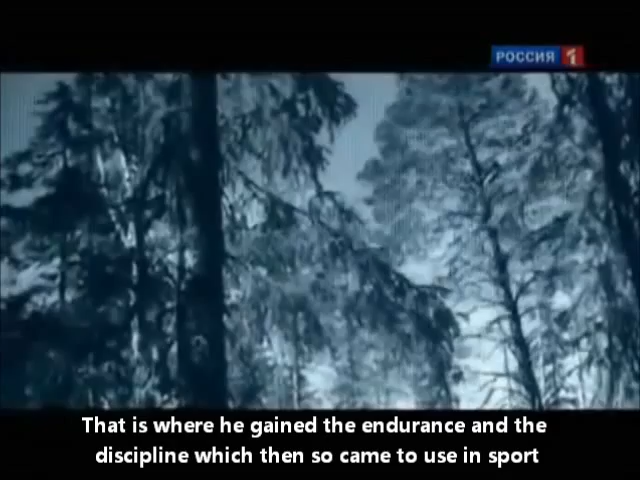 РОССИЯ 1
That is where he gained the endurance and the
discipline which then so came to use in sport